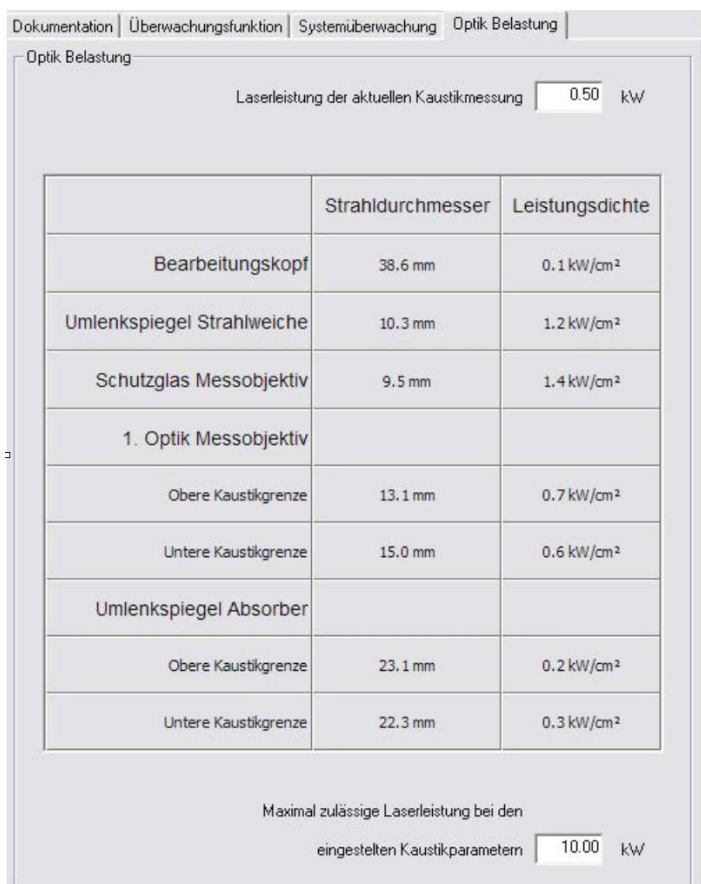 Dokumentation Überwachungsfunktion Systemüberwachung Optik Belastung
Optik Belastung
Laserleistung der aktuellen Kaustikmessung 0.50 kW
Strahldurchmesser Leistungsdichte
Bearbeitungskopf 38.6 mm 0.1 kW/cm²
Umlenkspiegel Strahlweiche 10.3 mm 1.2 kW/cm²
Schutzglas Messobjektiv 9.5 mm 1.4 kW/cm²
1. Optik Messobjektiv
Obere Kaustikgrenze 13.1 mm 0.7 kW/cm²
Untere Kaustikgrenze 15.0 mm 0.6 kW/cm²
Umlenkspiegel Absorber
Obere Kaustikgrenze 23.1 mm 0.2 kW/cm²
Untere Kaustikgrenze 22.3 mm 0.3 kW/cm²
Maximal zulässige Laserleistung bei den
eingestelten Kaustikparametern 10.00 kW